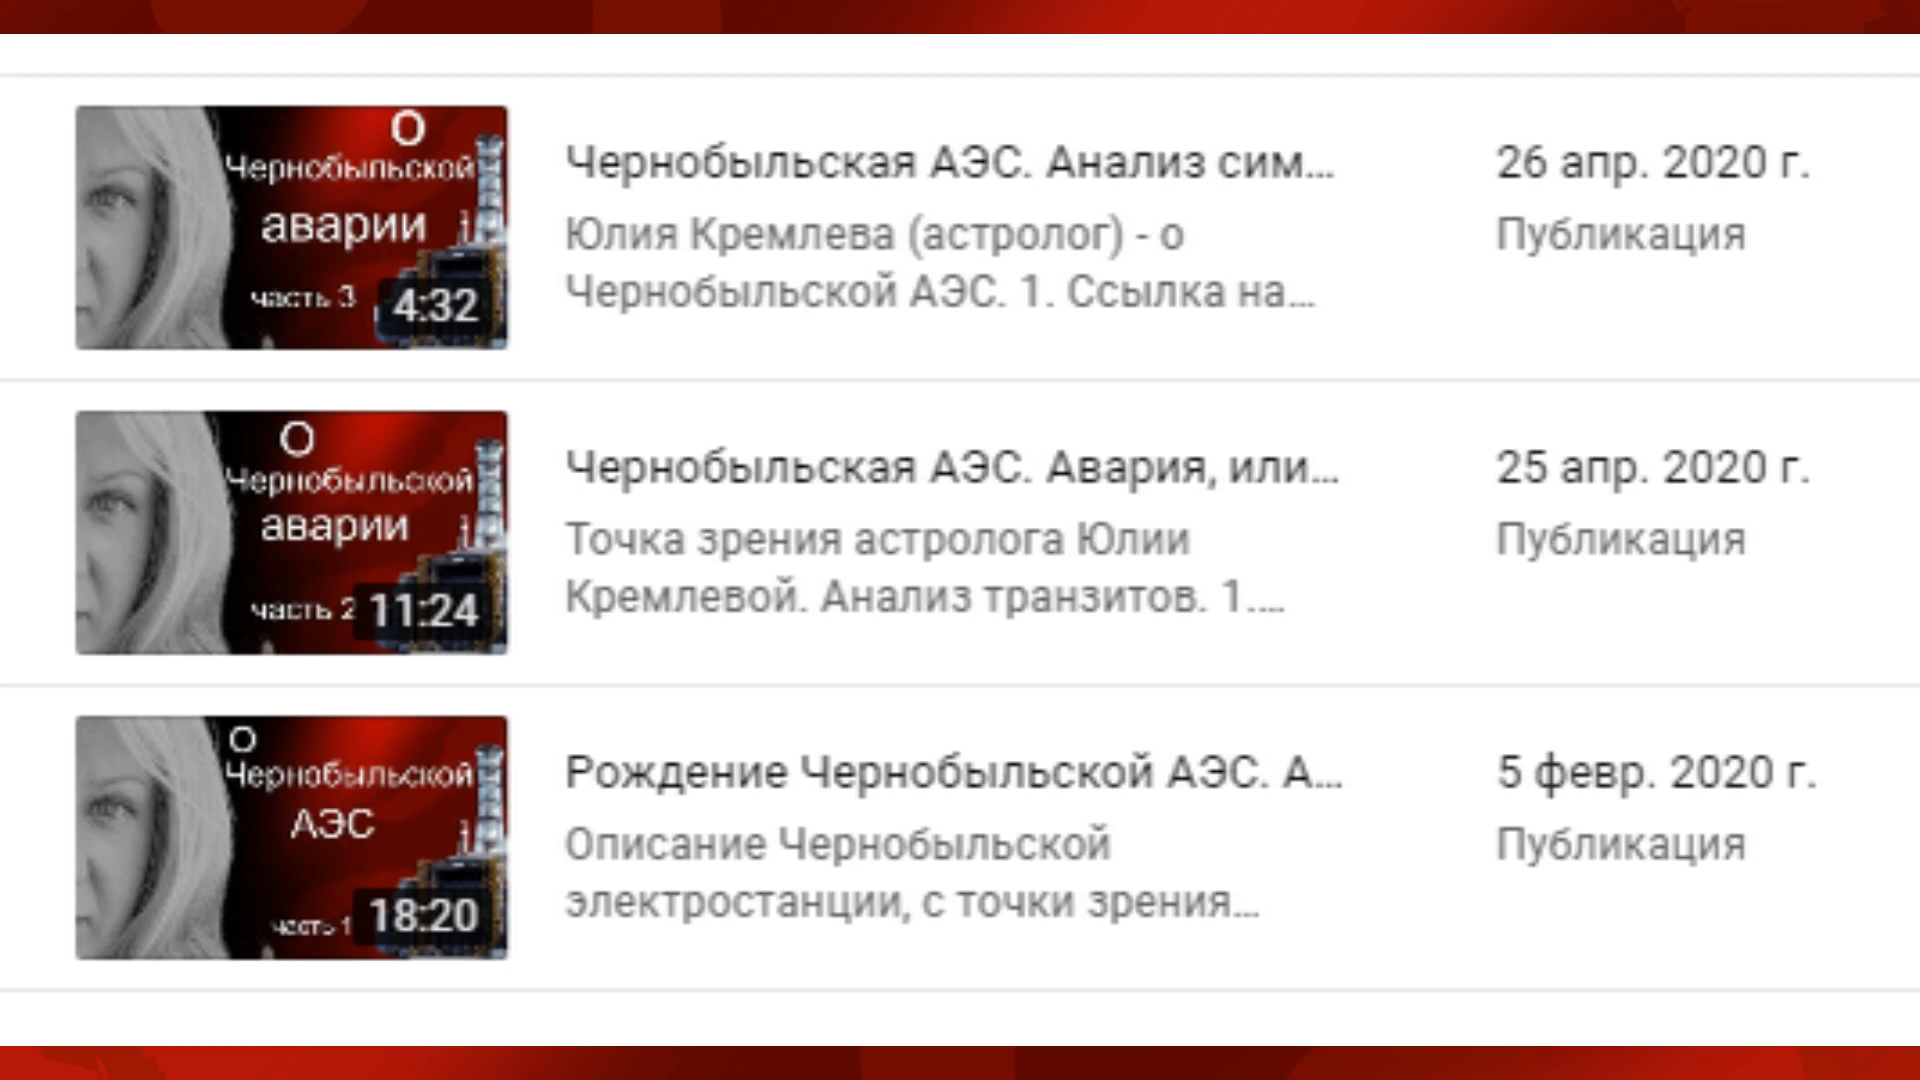 О
Чернобыльской
аварии
часть 3
4:32
Чернобыльская АЭС. Анализ сим...
Юлия Кремлева (астролог) - о
Чернобыльской АЭС. 1. Ссылка на...
26 апр. 2020 г.
Публикация
О
Чернобыльской
аварии
часть 2
11:24
Чернобыльская АЭС. Авария, или...
Точка зрения астролога Юлии
Кремлевой. Анализ транзитов. 1....
25 апр. 2020 г.
Публикация
О
Чернобыльской
АЭС
часть 1
18:20
Рождение Чернобыльской АЭС. А...
Описание Чернобыльской
электростанции, с точки зрения...
5 февр. 2020 г.
Публикация